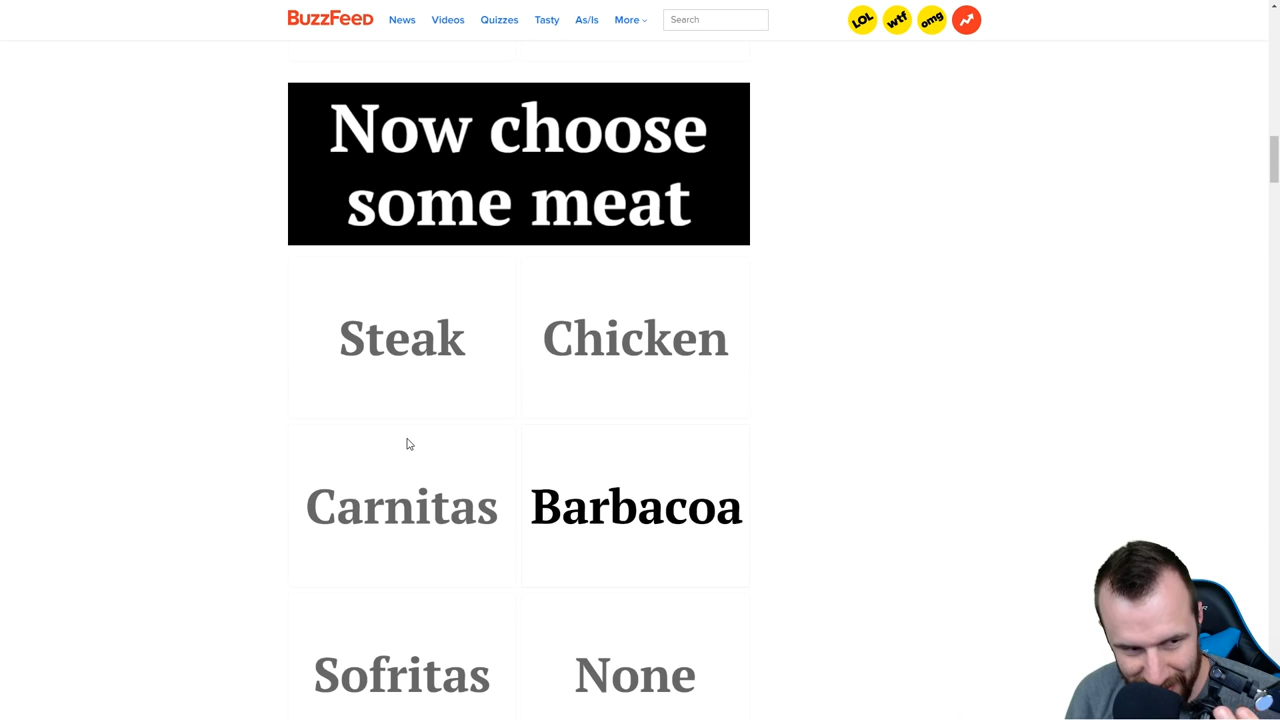 BuzzFeed News Videos Quizzes Tasty As/Is More Search LOL wtf omg
Now choose
some meat
Steak Chicken
Carnitas Barbacoa
Sofritas None